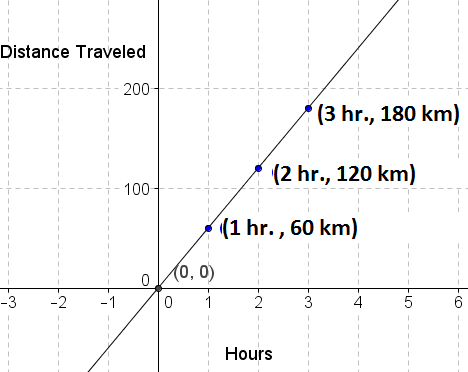 Distance Traveled
200
(3 hr., 180 km)
(2 hr., 120 km)
100
(1 hr. , 60 km)
(0, 0)
0
-3 -2 -1 0 1 2 3 4 5 6
Hours